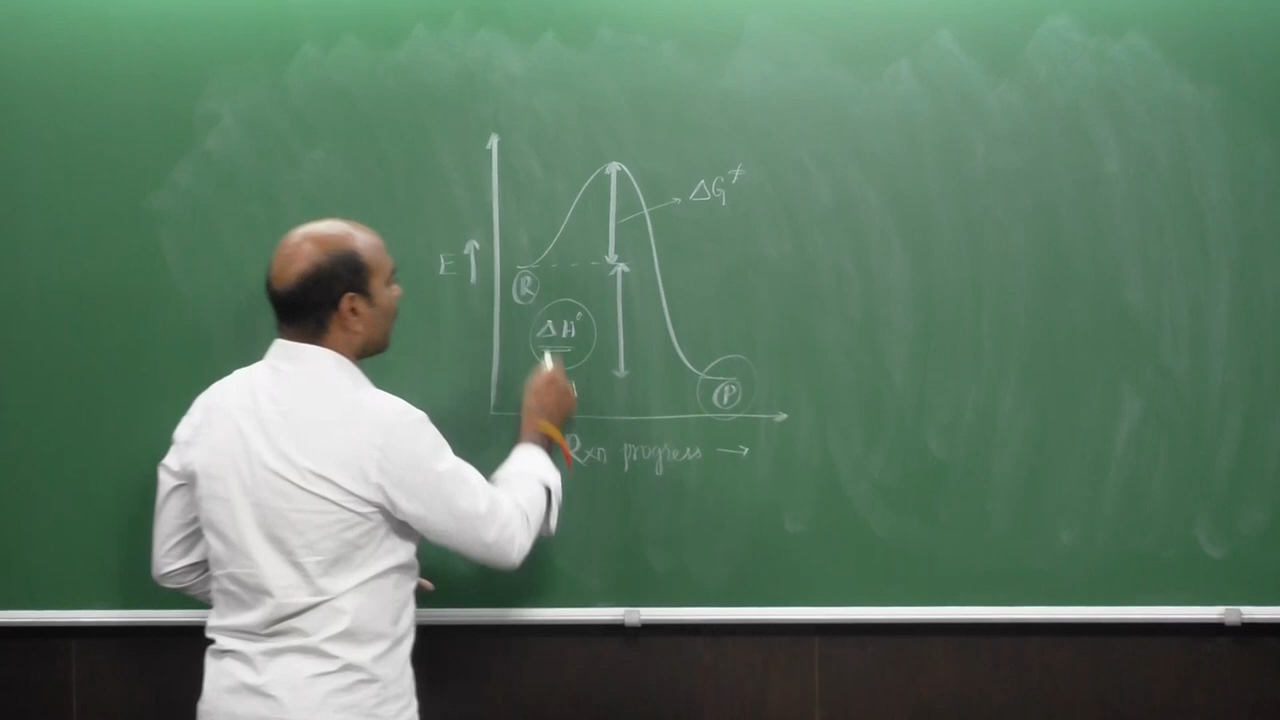 ΔG≠
E ↑
R
ΔH°
P
Rxn progress →